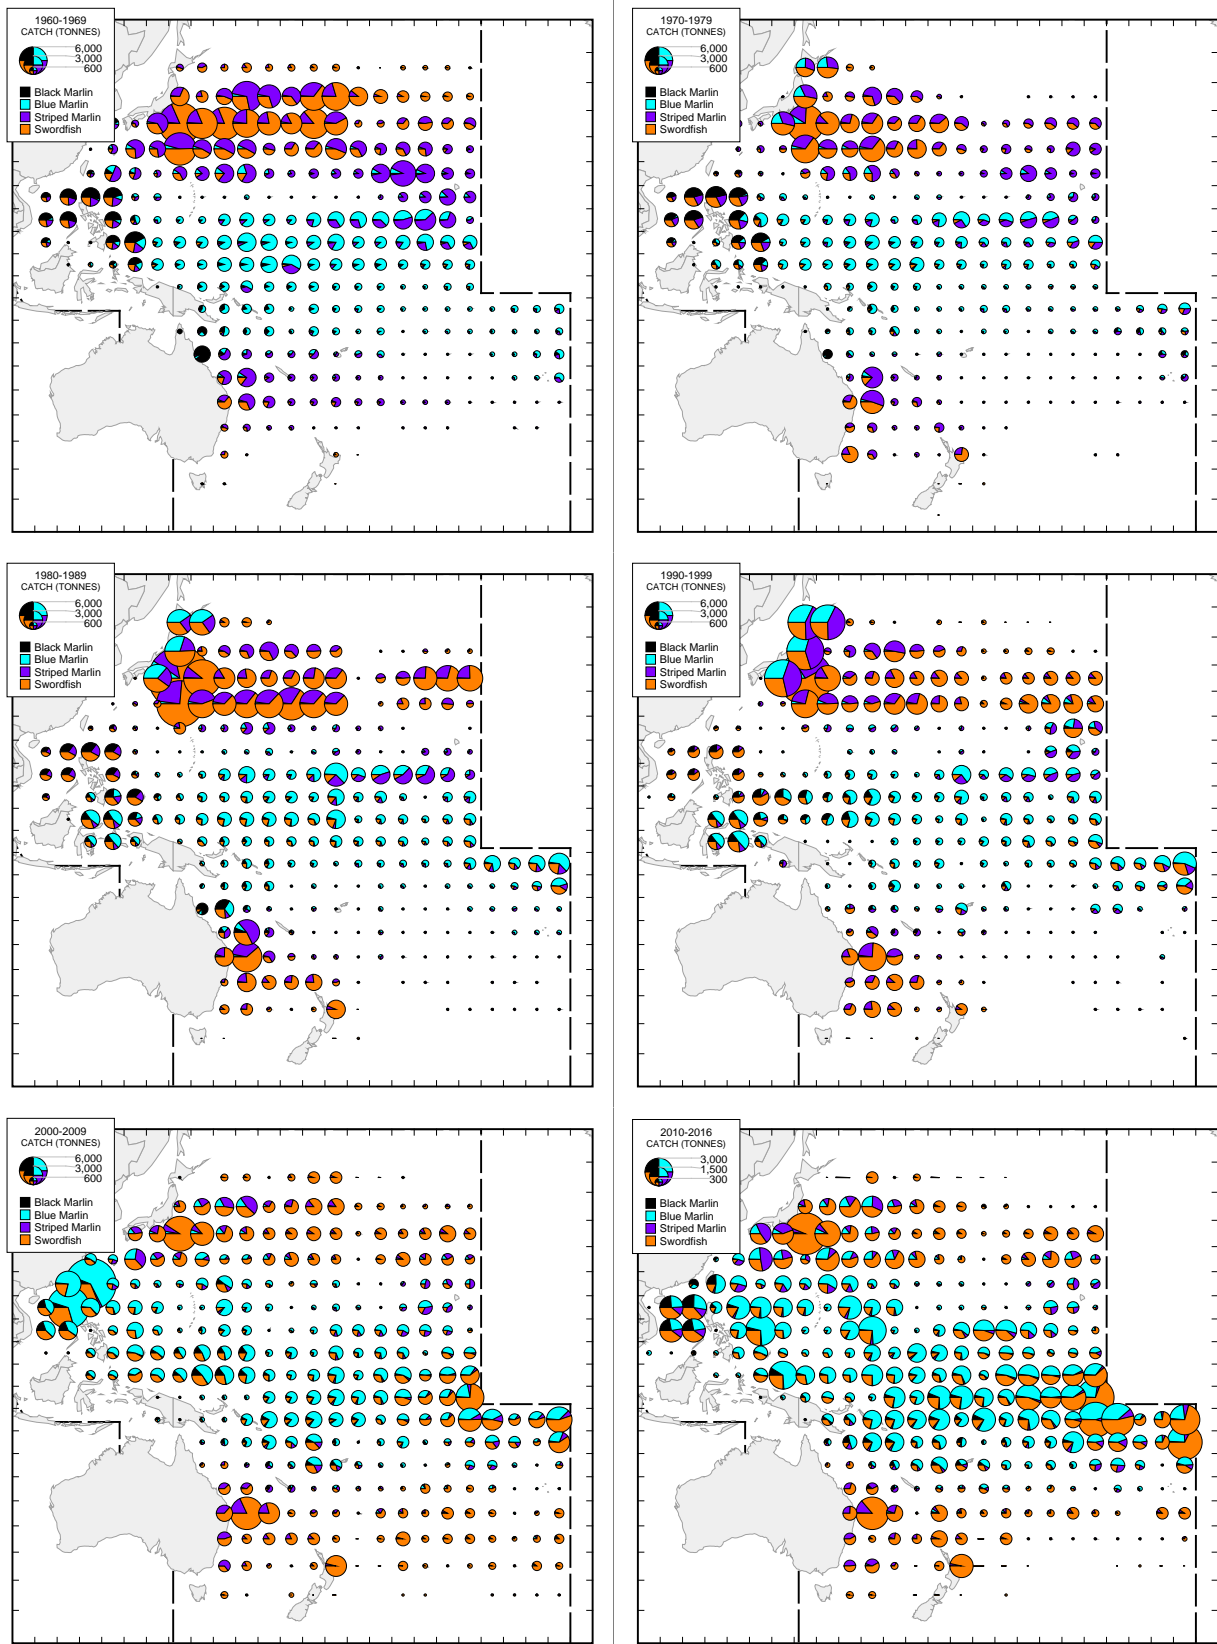 1960-1969
CATCH (TONNES)
6,000
3,000
600
Black Marlin
Blue Marlin
Striped Marlin
Swordfish
1970-1979
CATCH (TONNES)
6,000
3,000
600
Black Marlin
Blue Marlin
Striped Marlin
Swordfish
1980-1989
CATCH (TONNES)
6,000
3,000
600
Black Marlin
Blue Marlin
Striped Marlin
Swordfish
1990-1999
CATCH (TONNES)
6,000
3,000
600
Black Marlin
Blue Marlin
Striped Marlin
Swordfish
2000-2009
CATCH (TONNES)
6,000
3,000
600
Black Marlin
Blue Marlin
Striped Marlin
Swordfish
2010-2016
CATCH (TONNES)
3,000
1,500
300
Black Marlin
Blue Marlin
Striped Marlin
Swordfish